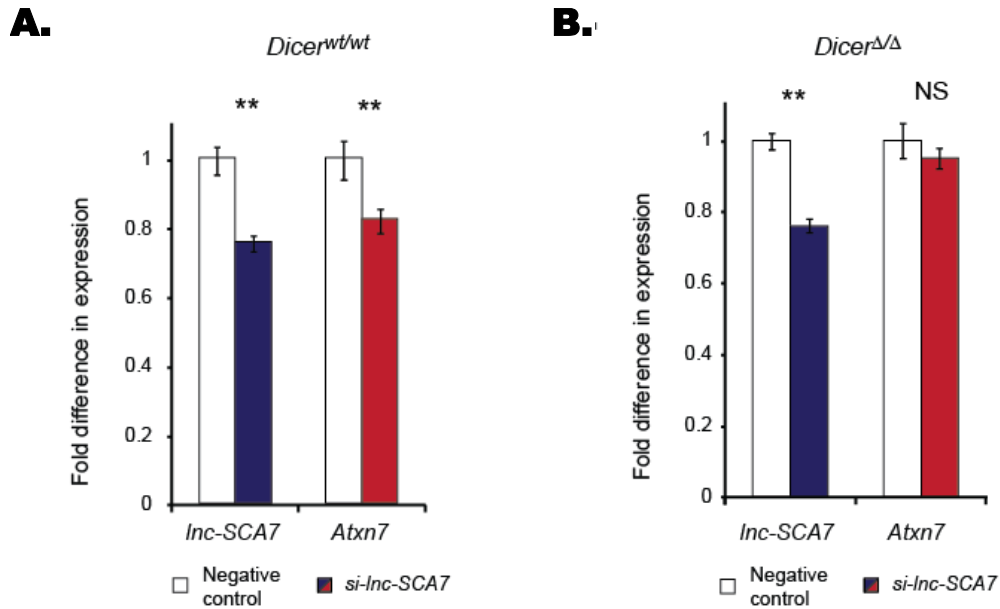 A.
Dicerwt/wt
** **
Fold difference in expression
1
0.8
0.6
0.4
0.2
0
lnc-SCA7 Atxn7
Negative control
si-lnc-SCA7
B.
DicerΔ/Δ
** NS
Fold difference in expression
1
0.8
0.6
0.4
0.2
0
lnc-SCA7 Atxn7
Negative
control
si-lnc-SCA7